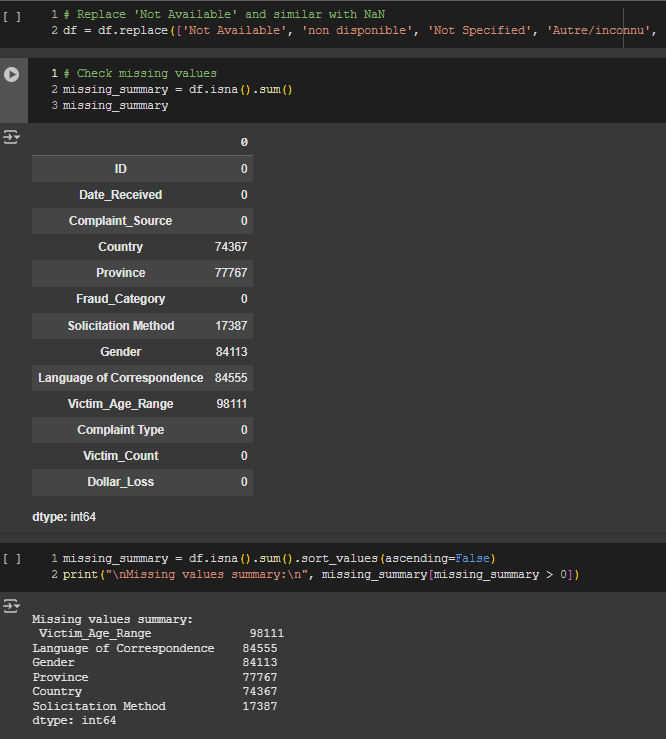 [ ] 1 # Replace 'Not Available' and similar with NaN
2 df = df.replace(['Not Available', 'non disponible', 'Not Specified', 'Autre/inconnu',
1 # Check missing values
2 missing_summary = df.isna().sum()
3 missing_summary
0
ID 0
Date_Received 0
Complaint_Source 0
Country 74367
Province 77767
Fraud_Category 0
Solicitation Method 17387
Gender 84113
Language of Correspondence 84555
Victim_Age_Range 98111
Complaint Type 0
Victim_Count 0
Dollar_Loss 0
dtype: int64
[ ] 1 missing_summary = df.isna().sum().sort_values(ascending=False)
2 print("\nMissing values summary:\n", missing_summary[missing_summary > 0])
Missing values summary:
Victim_Age_Range 98111
Language of Correspondence 84555
Gender 84113
Province 77767
Country 74367
Solicitation Method 17387
dtype: int64